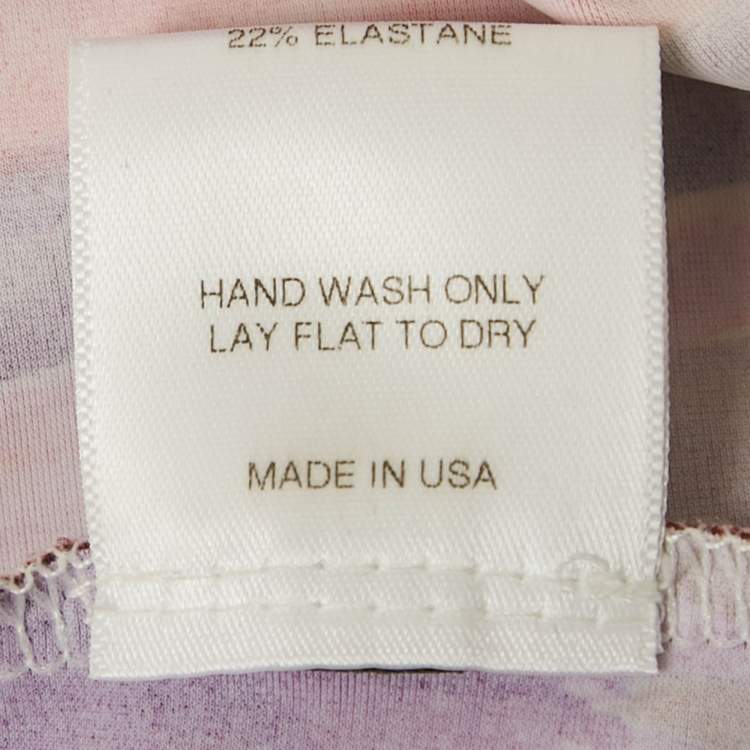 22% ELASTANE
HAND WASH ONLY
LAY FLAT TO DRY
MADE IN USA